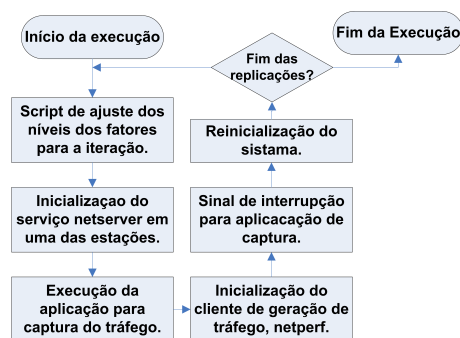 Início da execução
Script de ajuste dos
níveis dos fatores
para a iteração.
Inicializaçao do
serviço netserver em
uma das estações.
Execução da
aplicação para
captura do tráfego.
Inicialização do
cliente de geração de
tráfego, netperf.
Sinal de interrupção
para aplicacação de
captura.
Reinicialização do
sistama.
Fim das
replicações?
Fim da Execução